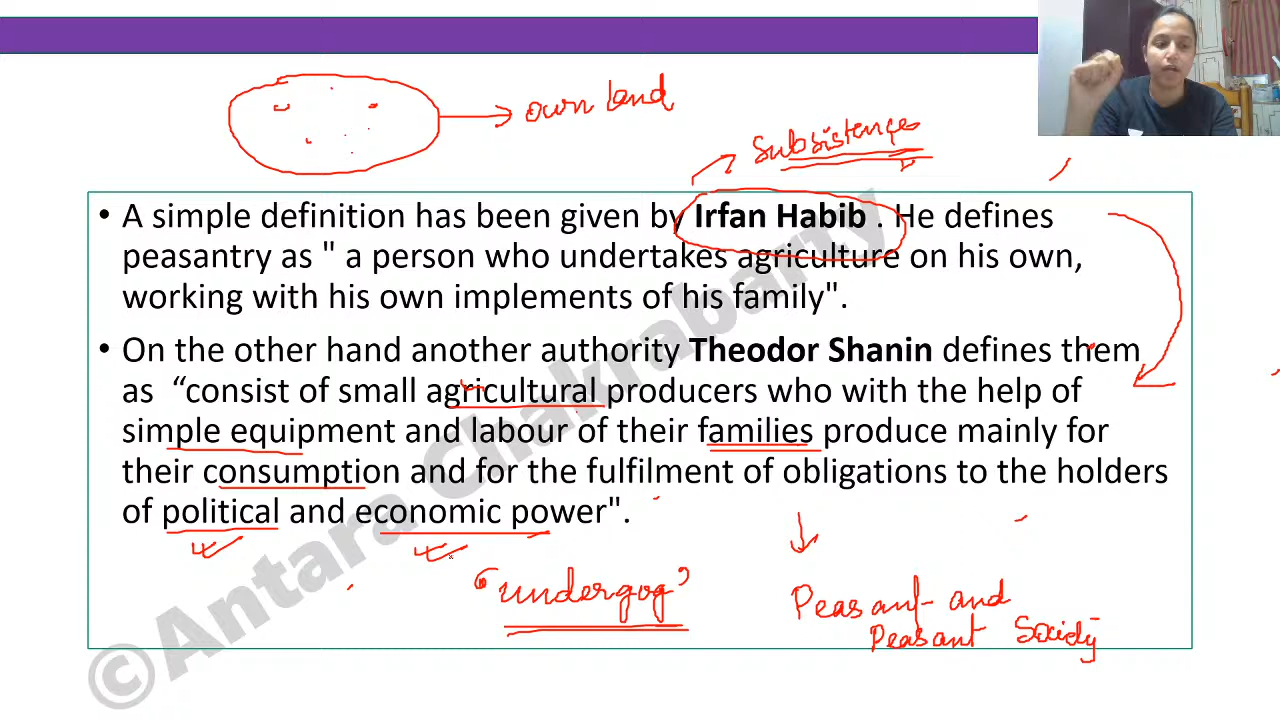 own land
Subsistences
• A simple definition has been given by Irfan Habib . He defines
peasantry as " a person who undertakes agriculture on his own,
working with his own implements of his family".
• On the other hand another authority Theodor Shanin defines them
as “consist of small agricultural producers who with the help of
simple equipment and labour of their families produce mainly for
their consumption and for the fulfilment of obligations to the holders
of political and economic power".
"undergog"
Peasant and
Peasant Society
©Antara Chakrabarty